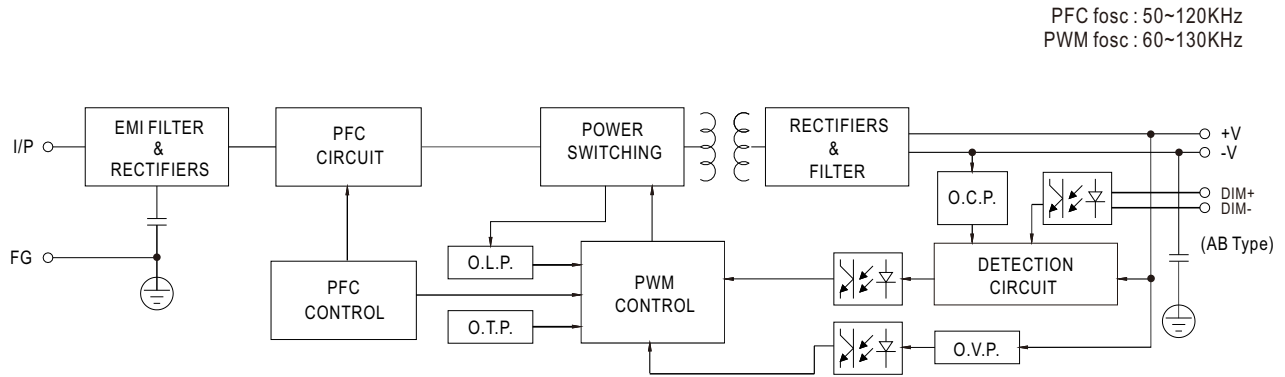 PFC fosc : 50~120KHz
PWM fosc : 60~130KHz
I/P
EMI FILTER
&
RECTIFIERS
PFC
CIRCUIT
POWER
SWITCHING
RECTIFIERS
&
FILTER
+V
-V
O.C.P.
DIM+
DIM-
(AB Type)
FG
O.L.P.
PFC
CONTROL
PWM
CONTROL
DETECTION
CIRCUIT
O.T.P.
O.V.P.